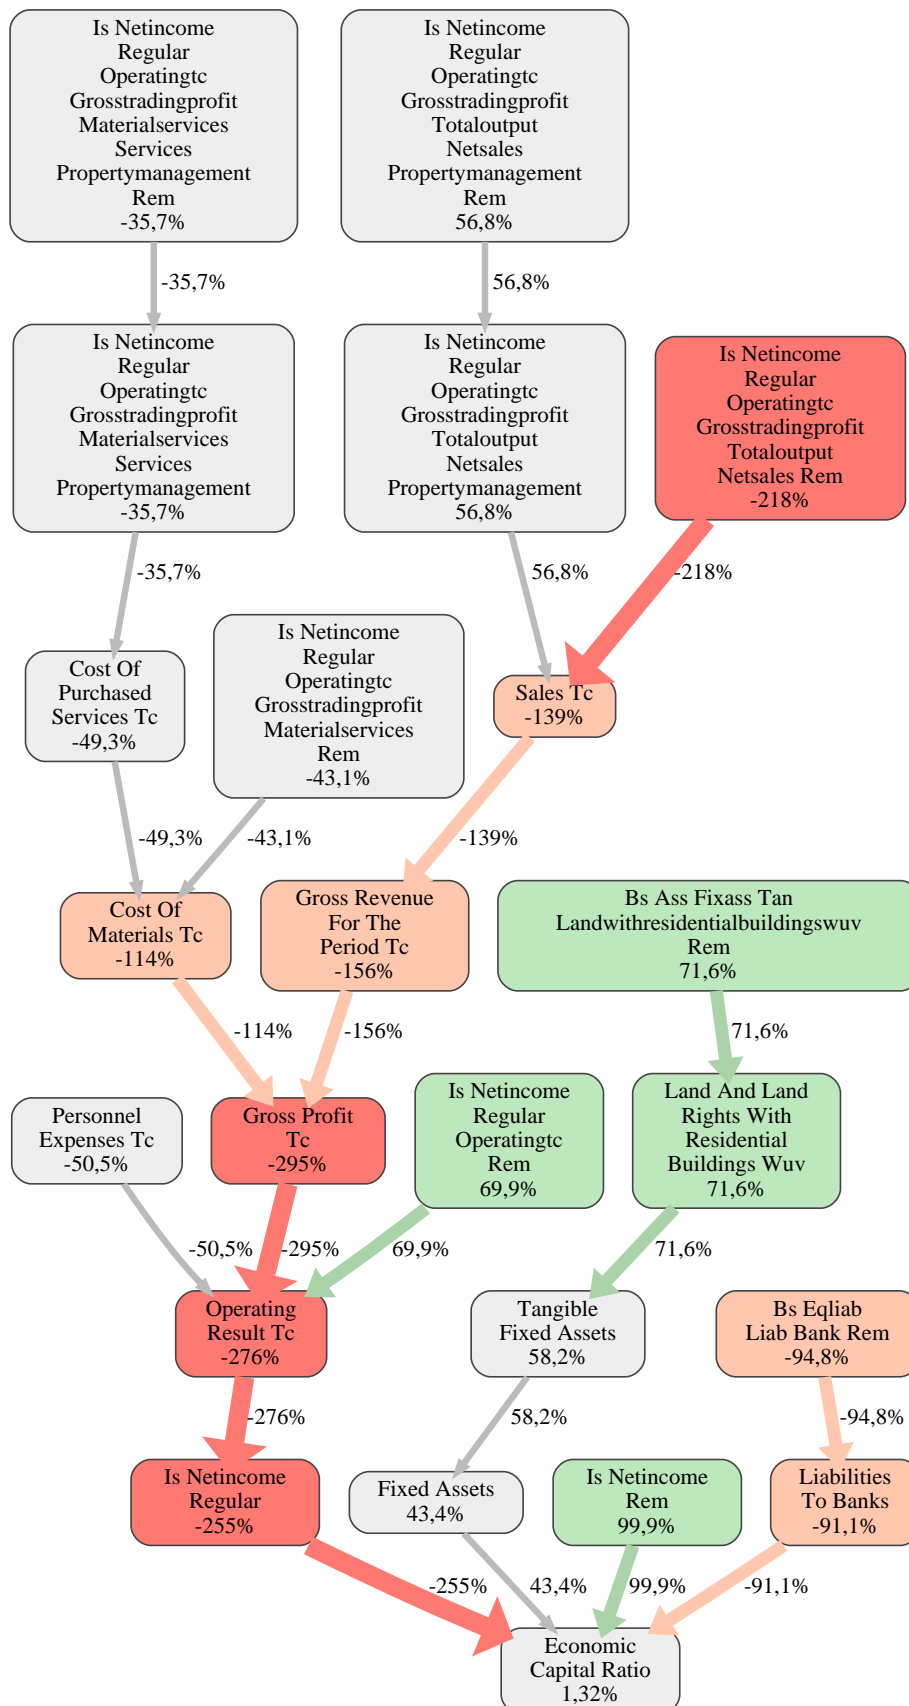 Is Netincome
Regular
Operatingtc
Grosstradingprofit
Materialservices
Services
Propertymanagement
Rem
-35,7%
Is Netincome
Regular
Operatingtc
Grosstradingprofit
Totaloutput
Netsales
Propertymanagement
Rem
56,8%
-35,7%
56,8%
Is Netincome
Regular
Operatingtc
Grosstradingprofit
Materialservices
Services
Propertymanagement
-35,7%
Is Netincome
Regular
Operatingtc
Grosstradingprofit
Totaloutput
Netsales
Propertymanagement
56,8%
Is Netincome
Regular
Operatingtc
Grosstradingprofit
Totaloutput
Netsales Rem
-218%
-35,7%
56,8%
-218%
Cost Of
Purchased
Services Tc
-49,3%
Is Netincome
Regular
Operatingtc
Grosstradingprofit
Materialservices
Rem
-43,1%
Sales Tc
-139%
-49,3%
-43,1%
-139%
Cost Of
Materials Tc
-114%
Gross Revenue
For The
Period Tc
-156%
Bs Ass Fixass Tan
Landwithresidentialbuildingswuv
Rem
71,6%
-114%
-156%
71,6%
Personnel
Expenses Tc
-50,5%
Gross Profit
Tc
-295%
Is Netincome
Regular
Operatingtc
Rem
69,9%
Land And Land
Rights With
Residential
Buildings Wuv
71,6%
-50,5%
-295%
69,9%
71,6%
Operating
Result Tc
-276%
Tangible
Fixed Assets
58,2%
Bs Eqliab
Liab Bank Rem
-94,8%
-276%
58,2%
-94,8%
Is Netincome
Regular
-255%
Fixed Assets
43,4%
Is Netincome
Rem
99,9%
Liabilities
To Banks
-91,1%
-255%
43,4%
99,9%
-91,1%
Economic
Capital Ratio
1,32%